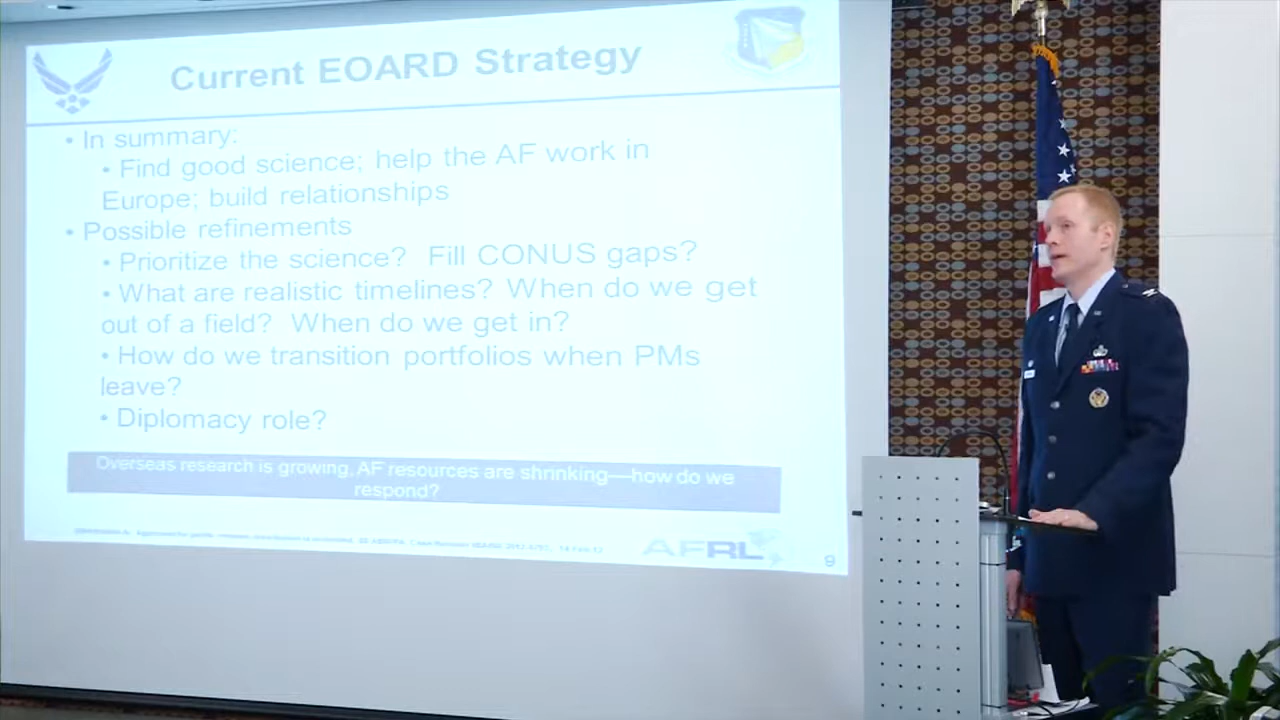 Current EOARD Strategy
• In summary:
• Find good science; help the AF work in
Europe; build relationships
• Possible refinements
• Prioritize the science? Fill CONUS gaps?
• What are realistic timelines? When do we get
out of a field? When do we get in?
• How do we transition portfolios when PMs
leave?
• Diplomacy role?
Overseas research is growing, AF resources are shrinking—how do we
respond?
AFRL
9